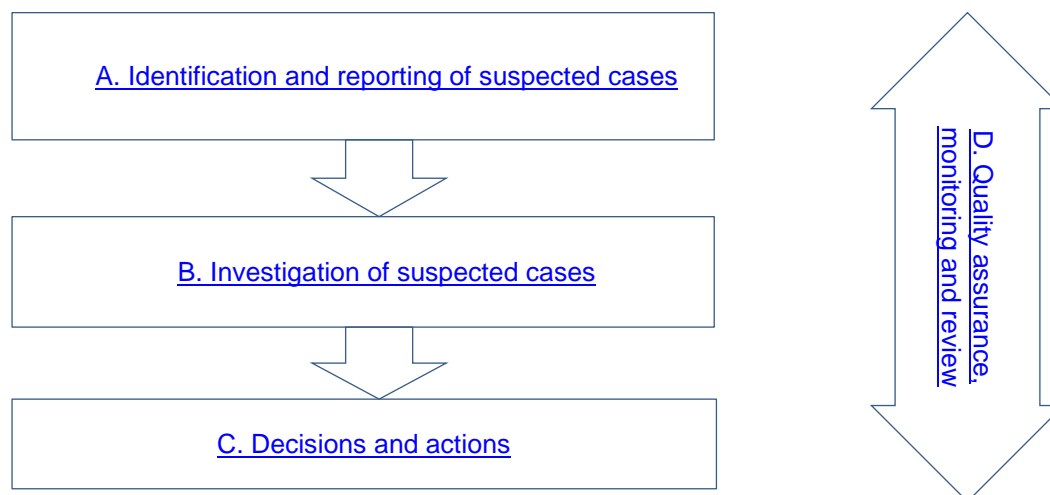 A. Identification and reporting of suspected cases
B. Investigation of suspected cases
C. Decisions and actions
D. Quality assurance,
monitoring and review